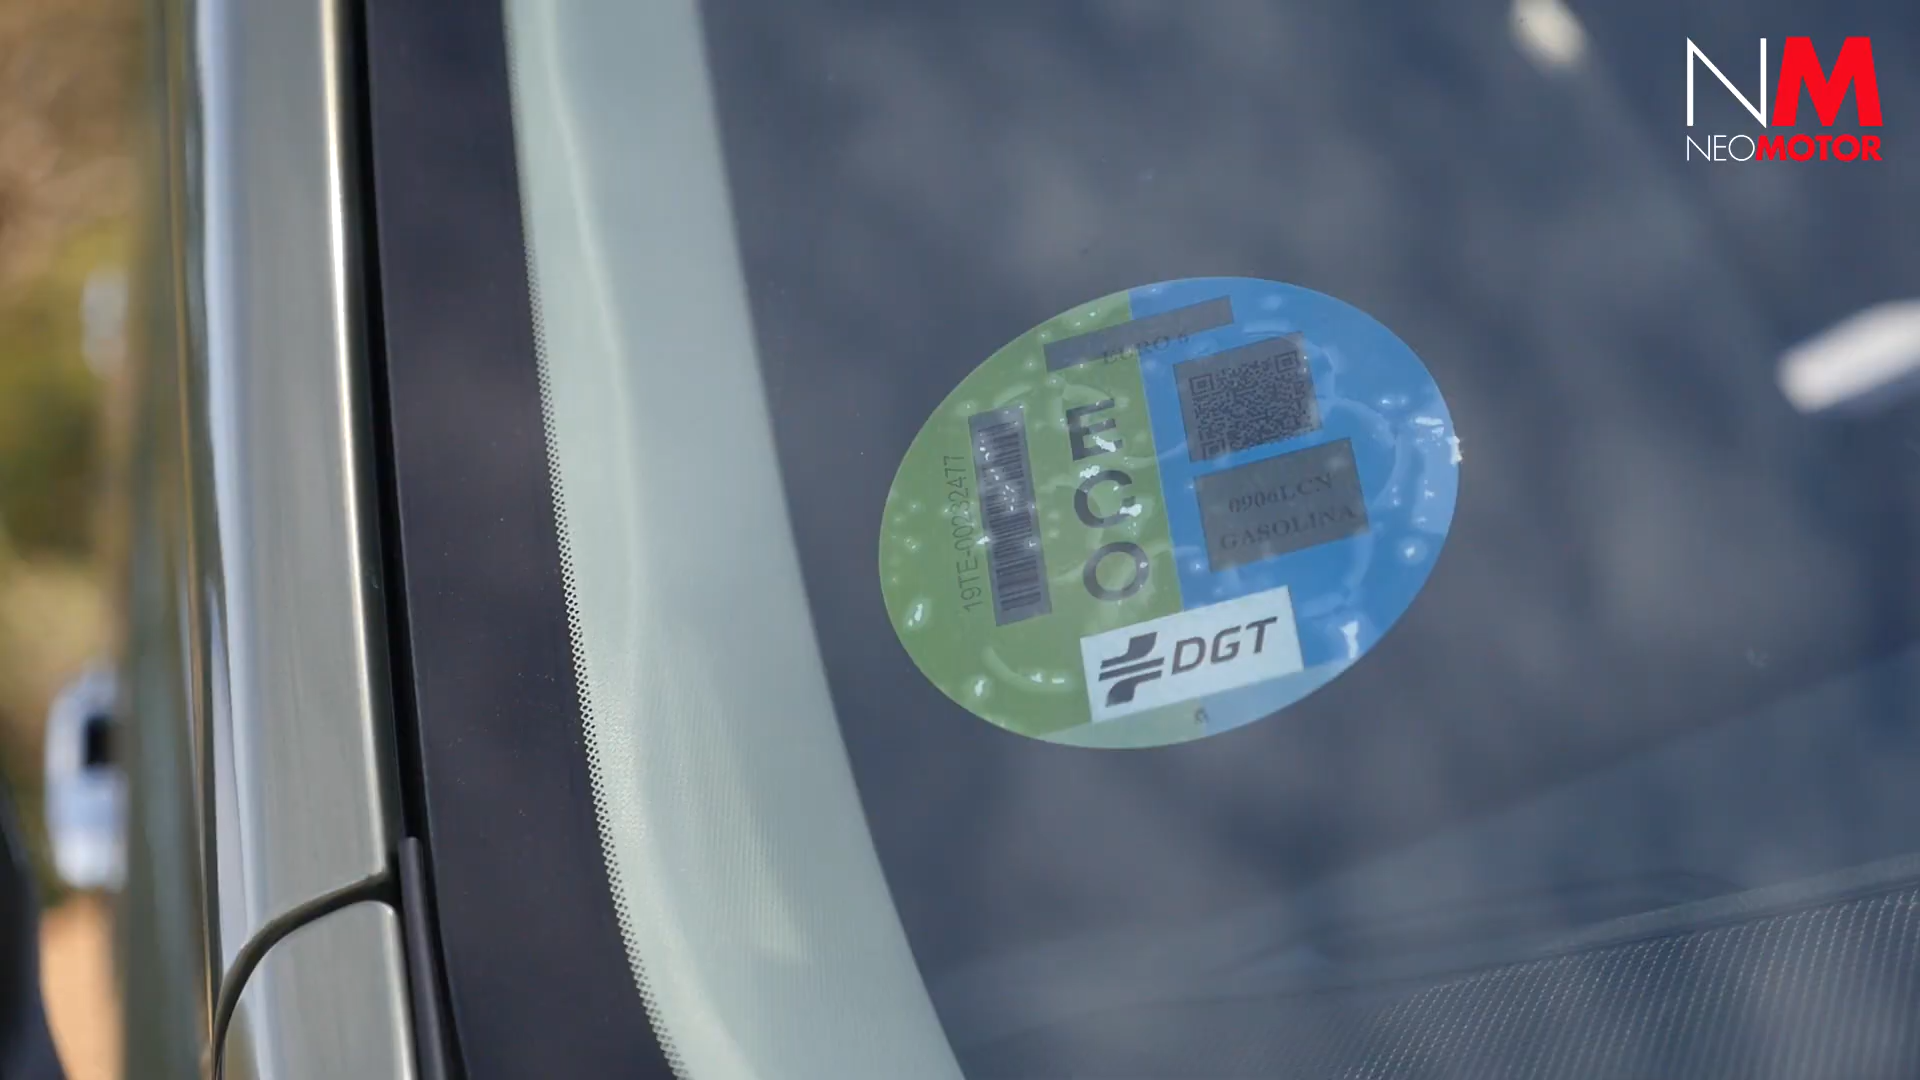 NM
NEOMOTOR
EURO 6
ECO
19TE-00232477
0906LCN
GASOLINA
DGT